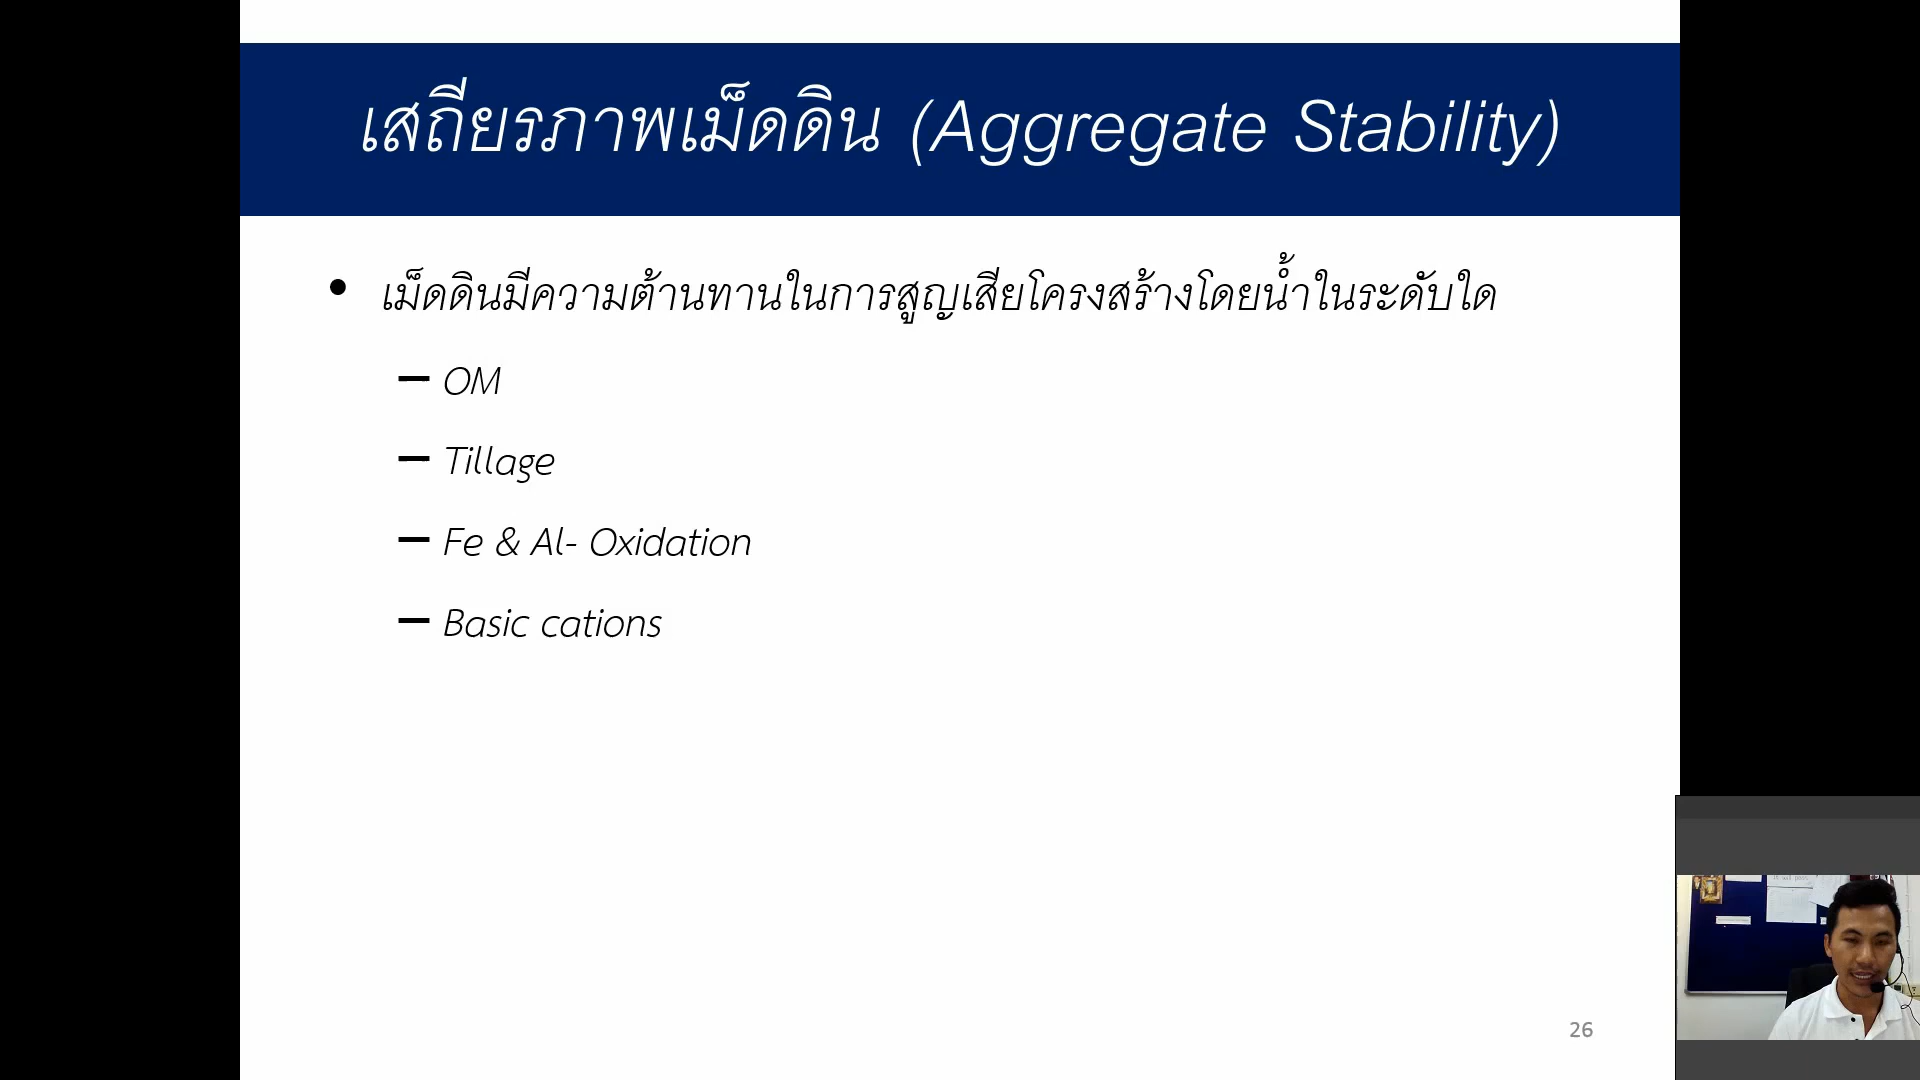 เสถียรภาพเม็ดดิน (Aggregate Stability)
• เม็ดดินมีความต้านทานในการสูญเสียโครงสร้างโดยน้ำในระดับใด
– OM
– Tillage
– Fe & Al- Oxidation
– Basic cations
26